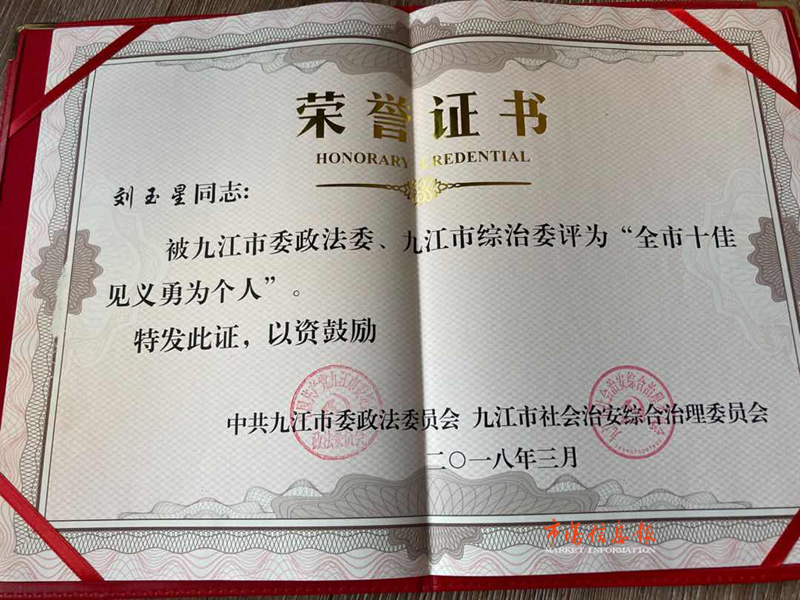 荣誉证书
HONORARY CREDENTIAL
刘玉星同志:
被九江市委政法委、九江市综治委评为“全市十佳
见义勇为个人”。
特发此证，以资鼓励
中共九江市委政法委员会 九江市社会治安综合治理委员会
二〇一八年三月
市场信息报
MARKET INFORMATION